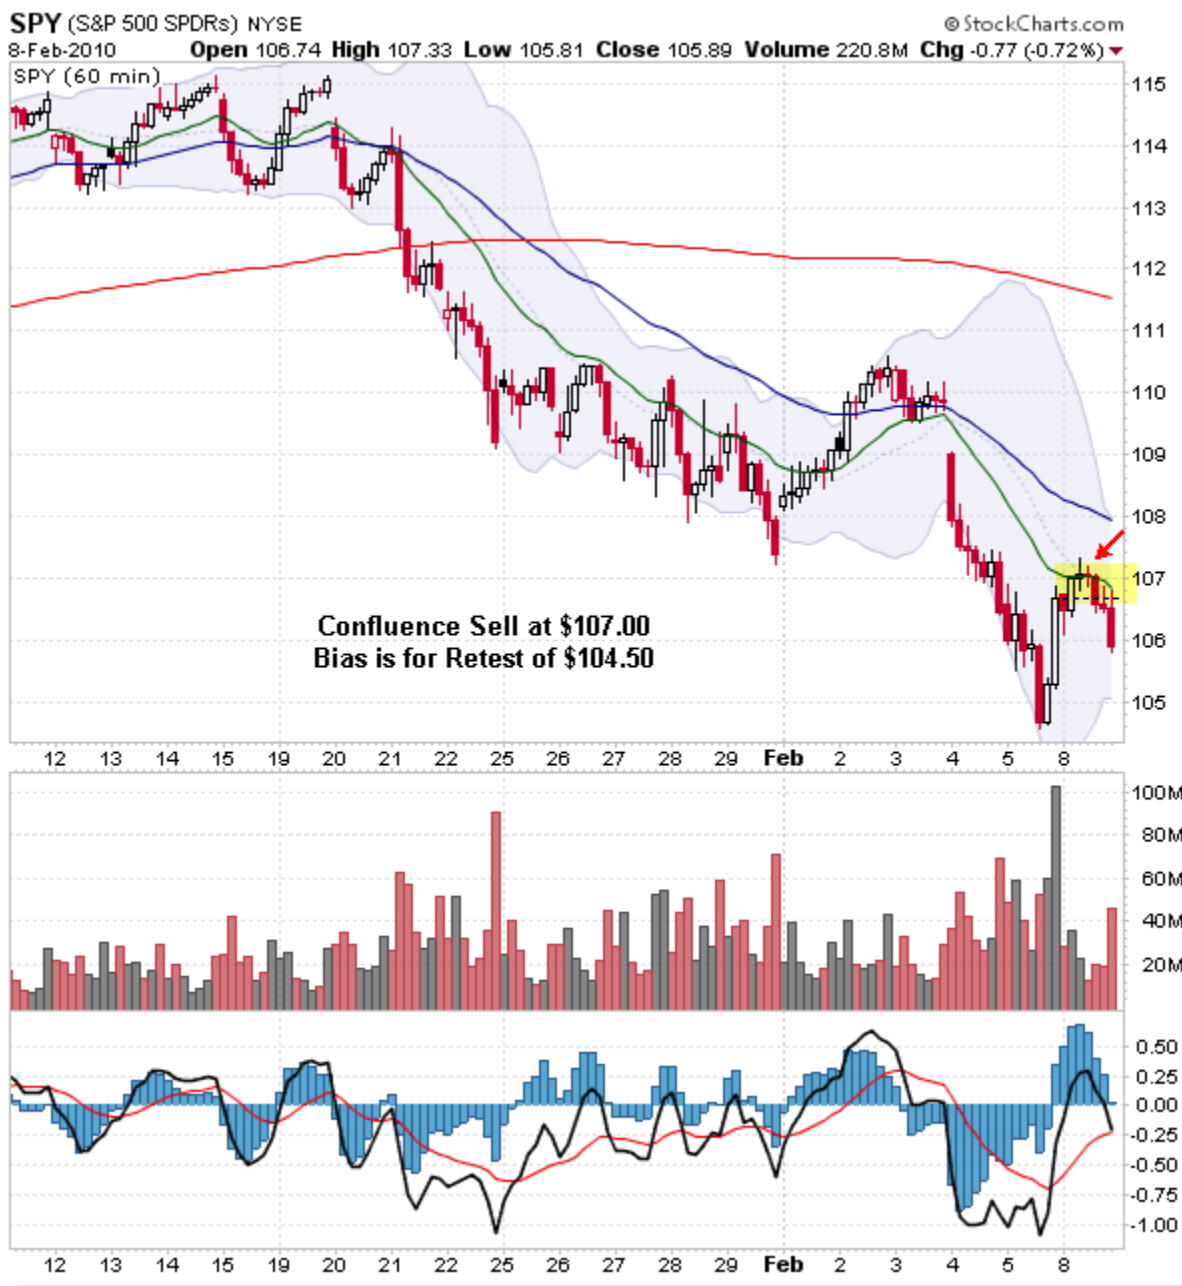 SPY (S&P 500 SPDRs) NYSE © StockCharts.com
8-Feb-2010 Open 106.74 High 107.33 Low 105.81 Close 105.89 Volume 220.8M Chg -0.77 (-0.72%)
SPY (60 min)
115
114
113
112
111
110
109
108
107
106
105
Confluence Sell at $107.00
Bias is for Retest of $104.50
12 13 14 15 19 20 21 22 25 26 27 28 29 Feb 2 3 4 5 8
100M
80M
60M
40M
20M
0.50
0.25
0.00
-0.25
-0.50
-0.75
-1.00
12 13 14 15 19 20 21 22 25 26 27 28 29 Feb 2 3 4 5 8